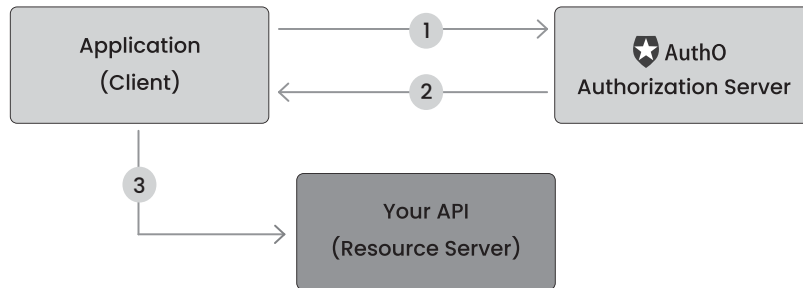 Application
(Client)
1
Auth0
Authorization Server
2
3
Your API
(Resource Server)